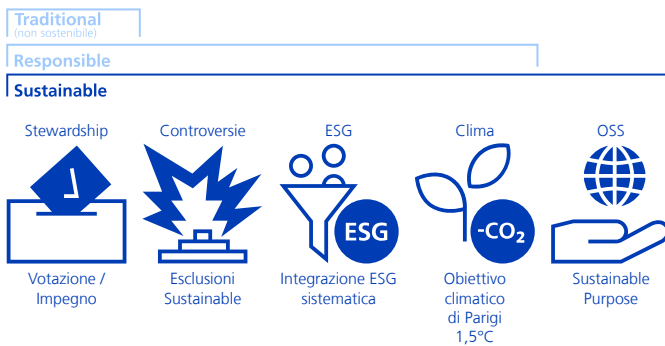 Traditional
(non sostenibile)
Responsible
Sustainable
Stewardship
Controversie
ESG
Clima
OSS
ESG
-CO₂
Votazione /
Impegno
Esclusioni
Sustainable
Integrazione ESG
sistematica
Obiettivo
climatico
di Parigi
1,5°C
Sustainable
Purpose